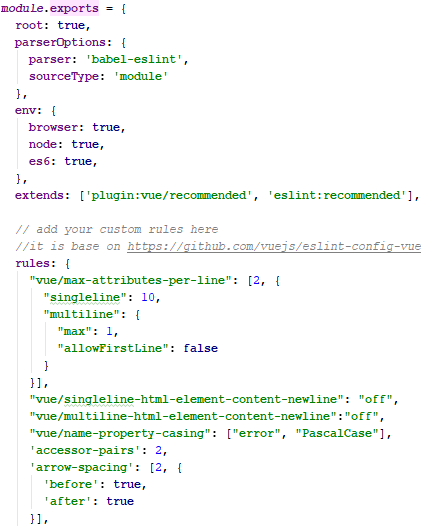 module.exports = {
  root: true,
  parserOptions: {
    parser: 'babel-eslint',
    sourceType: 'module'
  },
  env: {
    browser: true,
    node: true,
    es6: true,
  },
  extends: ['plugin:vue/recommended', 'eslint:recommended'],

  // add your custom rules here
  //it is base on https://github.com/vuejs/eslint-config-vue
  rules: {
    "vue/max-attributes-per-line": [2, {
      "singleline": 10,
      "multiline": {
        "max": 1,
        "allowFirstLine": false
      }
    }],
    "vue/singleline-html-element-content-newline": "off",
    "vue/multiline-html-element-content-newline":"off",
    "vue/name-property-casing": ["error", "PascalCase"],
    'accessor-pairs': 2,
    'arrow-spacing': [2, {
      'before': true,
      'after': true
    }],